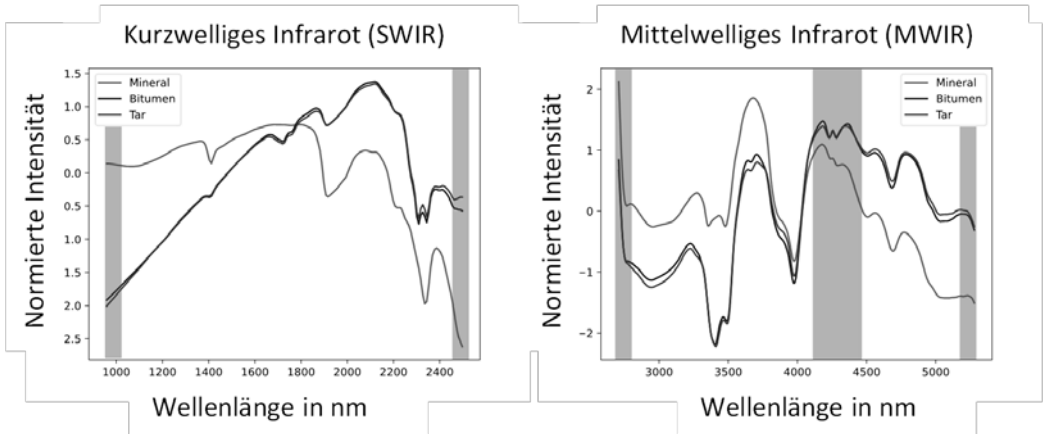 Kurzwelliges Infrarot (SWIR)
Normierte Intensität
1.5
1.0
0.5
0.0
0.5
1.0
1.5
2.0
2.5
Mineral
Bitumen
Tar
1000 1200 1400 1600 1800 2000 2200 2400
Wellenlänge in nm
Mittelwelliges Infrarot (MWIR)
Normierte Intensität
2
1
0
−1
−2
Mineral
Bitumen
Tar
3000 3500 4000 4500 5000
Wellenlänge in nm